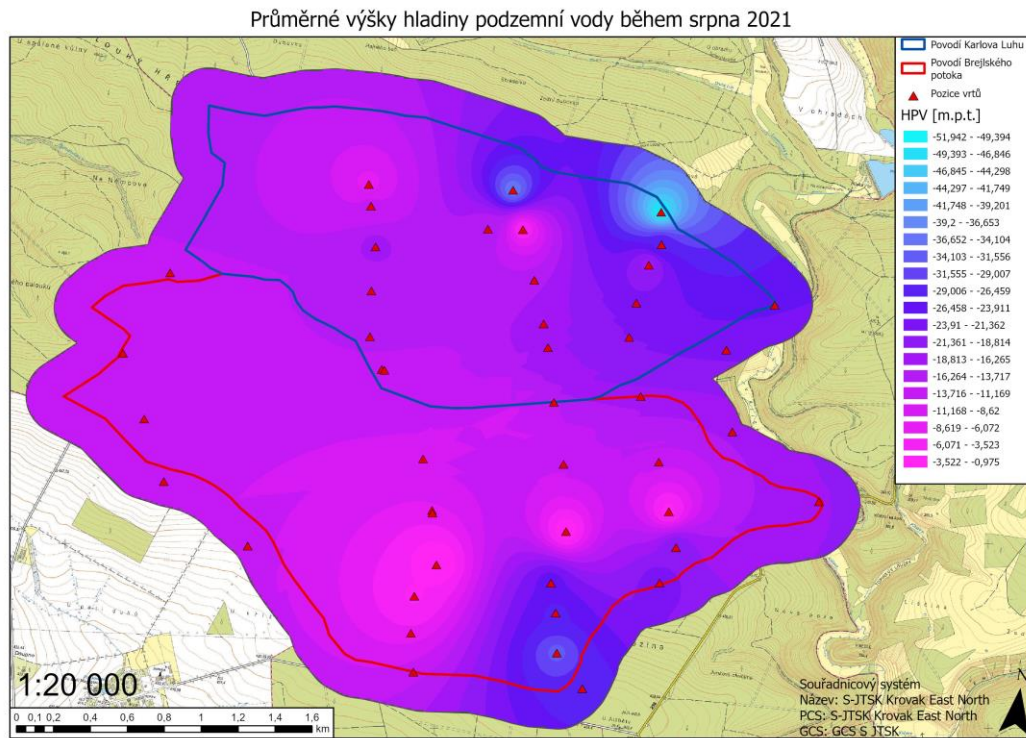 Průměrné výšky hladiny podzemní vody během srpna 2021
Povodí Karlova Luhu
Povodí Brejlského
potoka
Pozice vrtů
HPV [m.p.t.]
-51,942 - -49,394
-49,393 - -46,846
-46,845 - -44,298
-44,297 - -41,749
-41,748 - -39,201
-39,2 - -36,653
-36,652 - -34,104
-34,103 - -31,556
-31,555 - -29,007
-29,006 - -26,459
-26,458 - -23,911
-23,91 - -21,362
-21,361 - -18,814
-18,813 - -16,265
-16,264 - -13,717
-13,716 - -11,169
-11,168 - -8,62
-8,619 - -6,072
-6,071 - -3,523
-3,522 - -0,975
Na Němcově
V ohradách
1:20 000
0 0,1 0,2 0,4 0,6 0,8 1 1,2 1,4 1,6
km
Souřadnicový systém
Název: S-JTSK Krovak East North
PCS: S-JTSK Krovak East North
GCS: GCS S JTSK
N